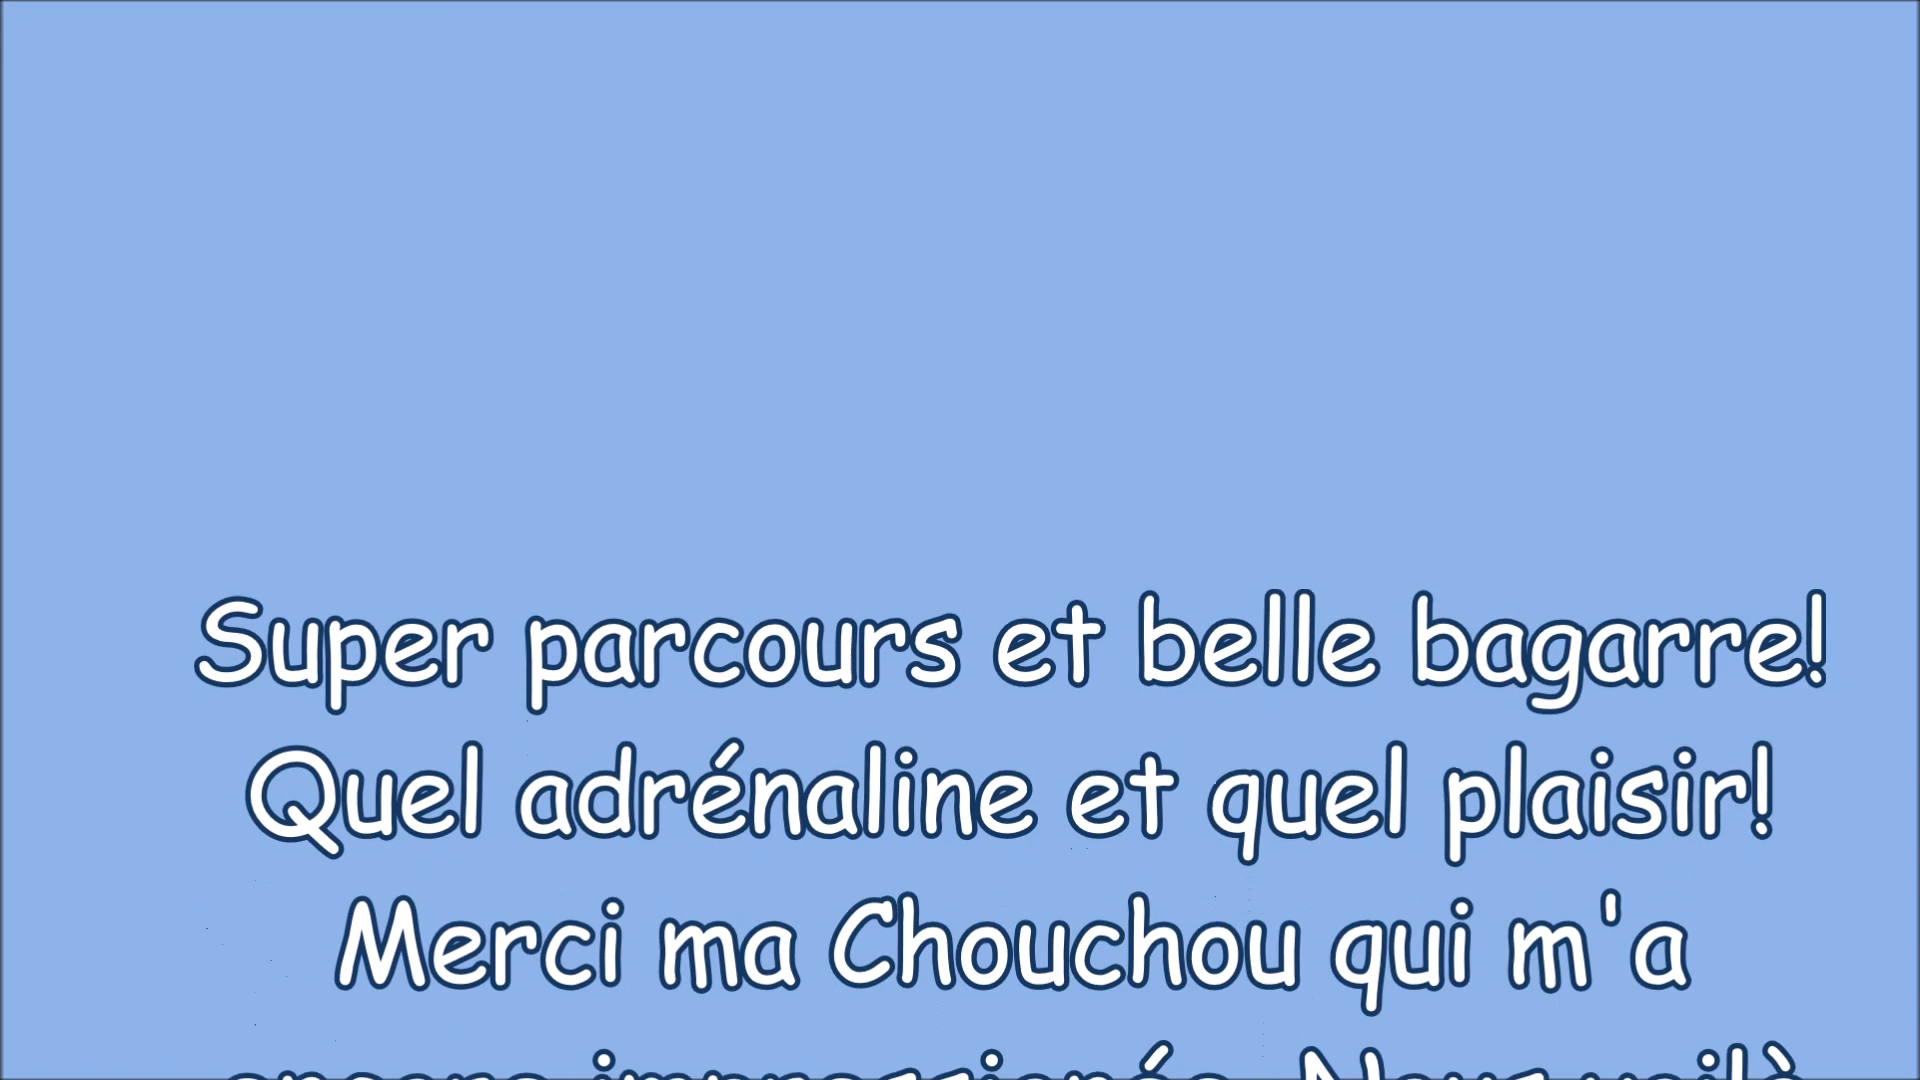 Super parcours et belle bagarre!
Quel adrénaline et quel plaisir!
Merci ma Chouchou qui m'a